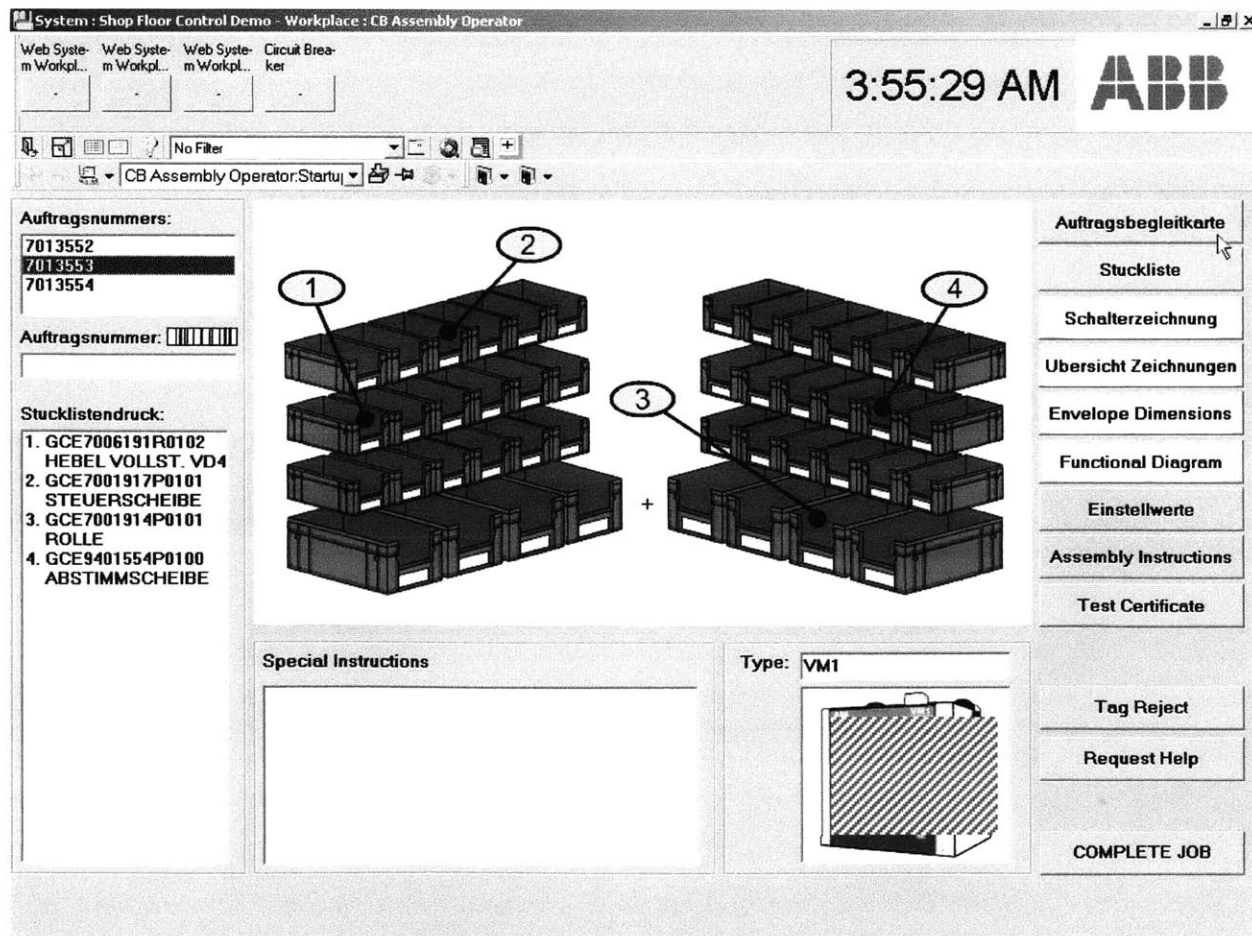 System : Shop Floor Control Demo - Workplace : CB Assembly Operator
Web Syste-
m Workpl...
Web Syste-
m Workpl...
Web Syste-
m Workpl...
Circuit Brea-
ker
3:55:29 AM
ABB
No Filter
CB Assembly Operator:Startu
Auftragsnummers:
7013552
7013553
7013554
Auftragsnummer:
Stucklistendruck:
1. GCE7006191R0102
HEBEL VOLLST. VD4
2. GCE7001917P0101
STEUERSCHEIBE
3. GCE7001914P0101
ROLLE
4. GCE9401554P0100
ABSTIMMSCHEIBE
1
2
3
4
+
Special Instructions
Type: VM1
VM1
Auftragsbegleitkarte
Stuckliste
Schalterzeichnung
Ubersicht Zeichnungen
Envelope Dimensions
Functional Diagram
Einstellwerte
Assembly Instructions
Test Certificate
Tag Reject
Request Help
COMPLETE JOB